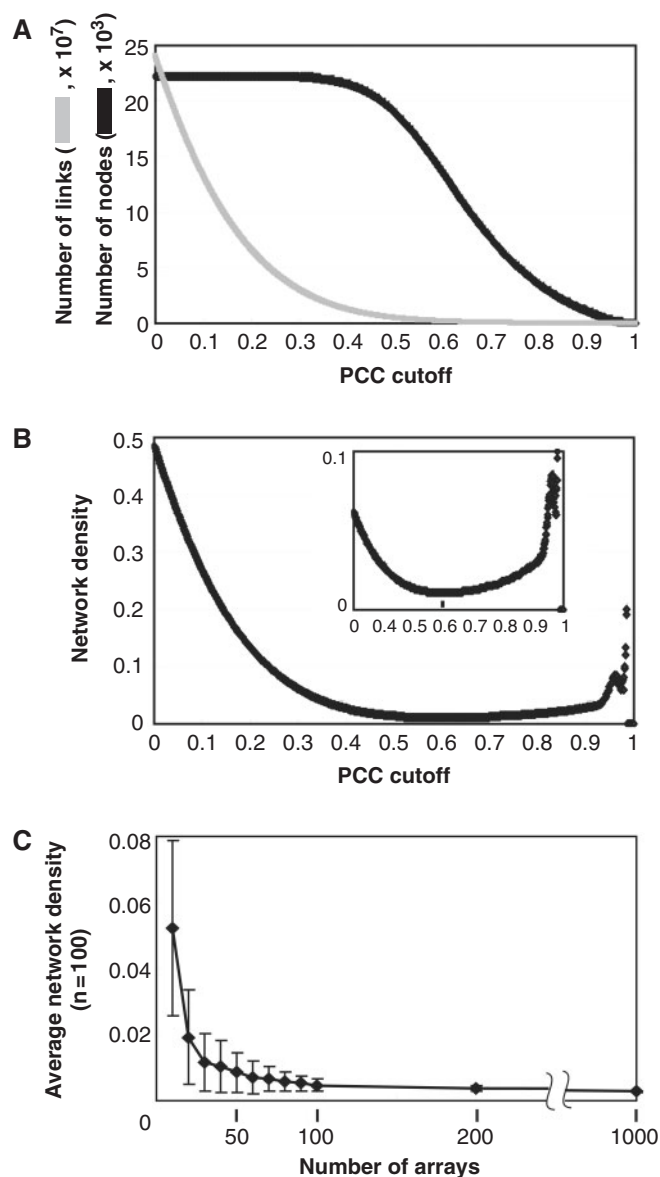 A
Number of links ( , x 10^7)
Number of nodes ( , x 10^3)
25
20
15
10
5
0
0 0.1 0.2 0.3 0.4 0.5 0.6 0.7 0.8 0.9 1
PCC cutoff
B
Network density
0.5
0.4
0.3
0.2
0.1
0
0.1
0
0 0.4 0.5 0.6 0.7 0.8 0.9 1
0 0.1 0.2 0.3 0.4 0.5 0.6 0.7 0.8 0.9 1
PCC cutoff
C
Average network density
(n=100)
0.08
0.06
0.04
0.02
0
50 100 200 1000
Number of arrays